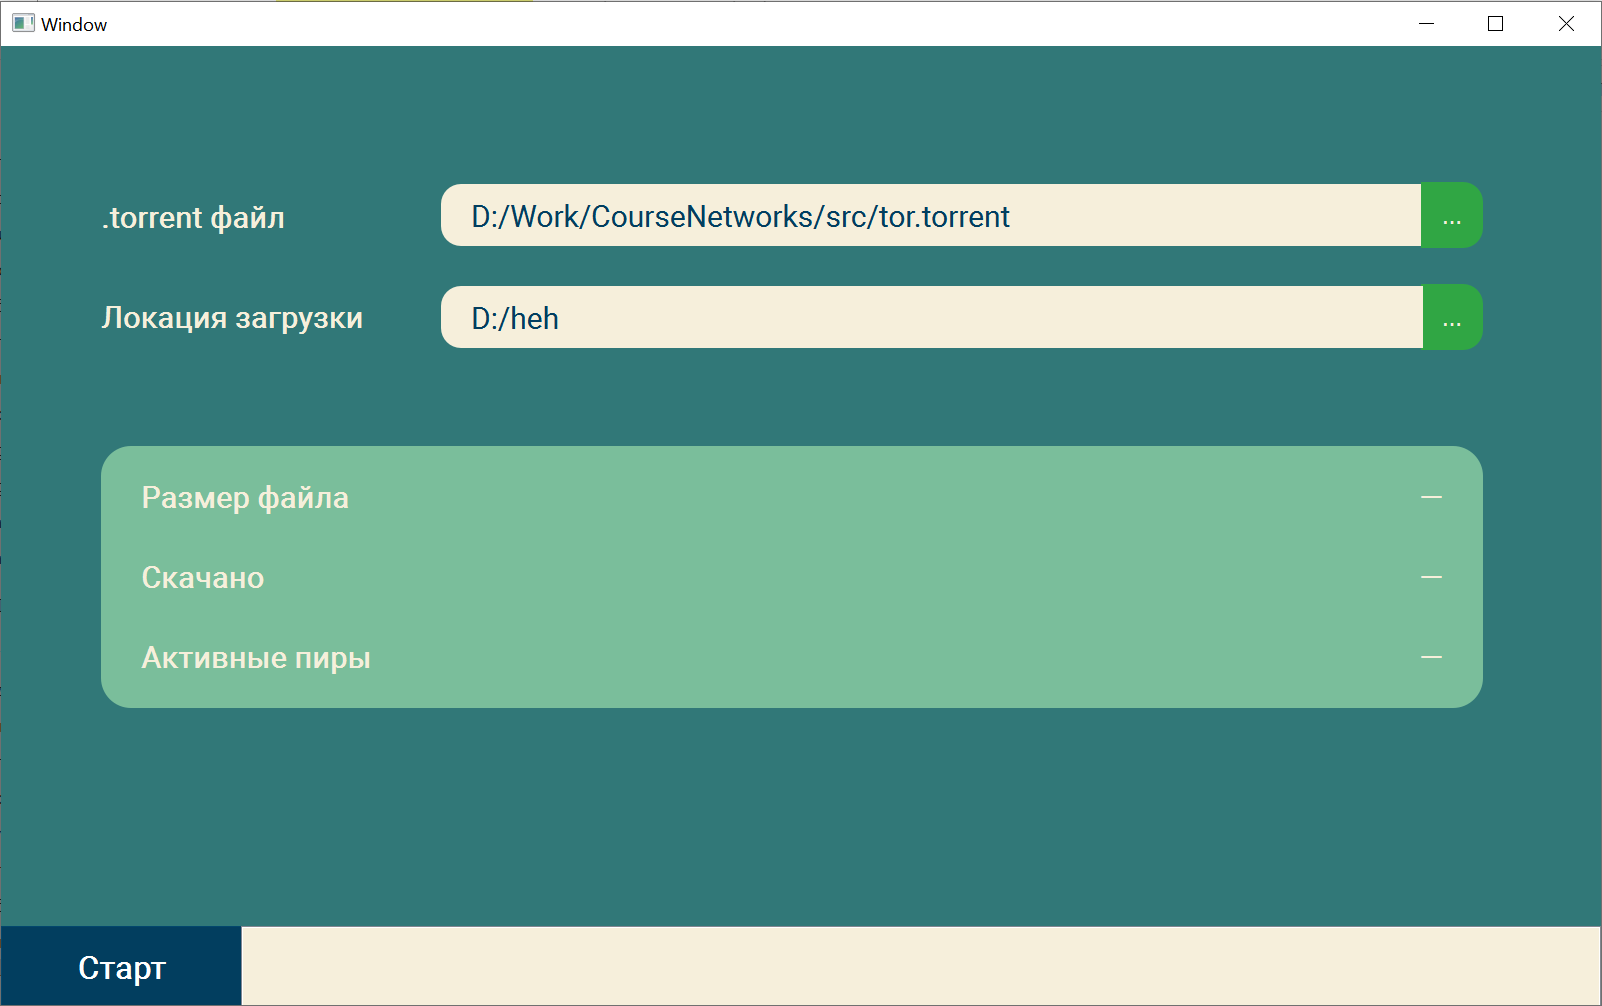 Window
.torrent файл
D:/Work/CourseNetworks/src/tor.torrent
...
Локация загрузки
D:/heh
...
Размер файла —
Скачано —
Активные пиры —
Старт